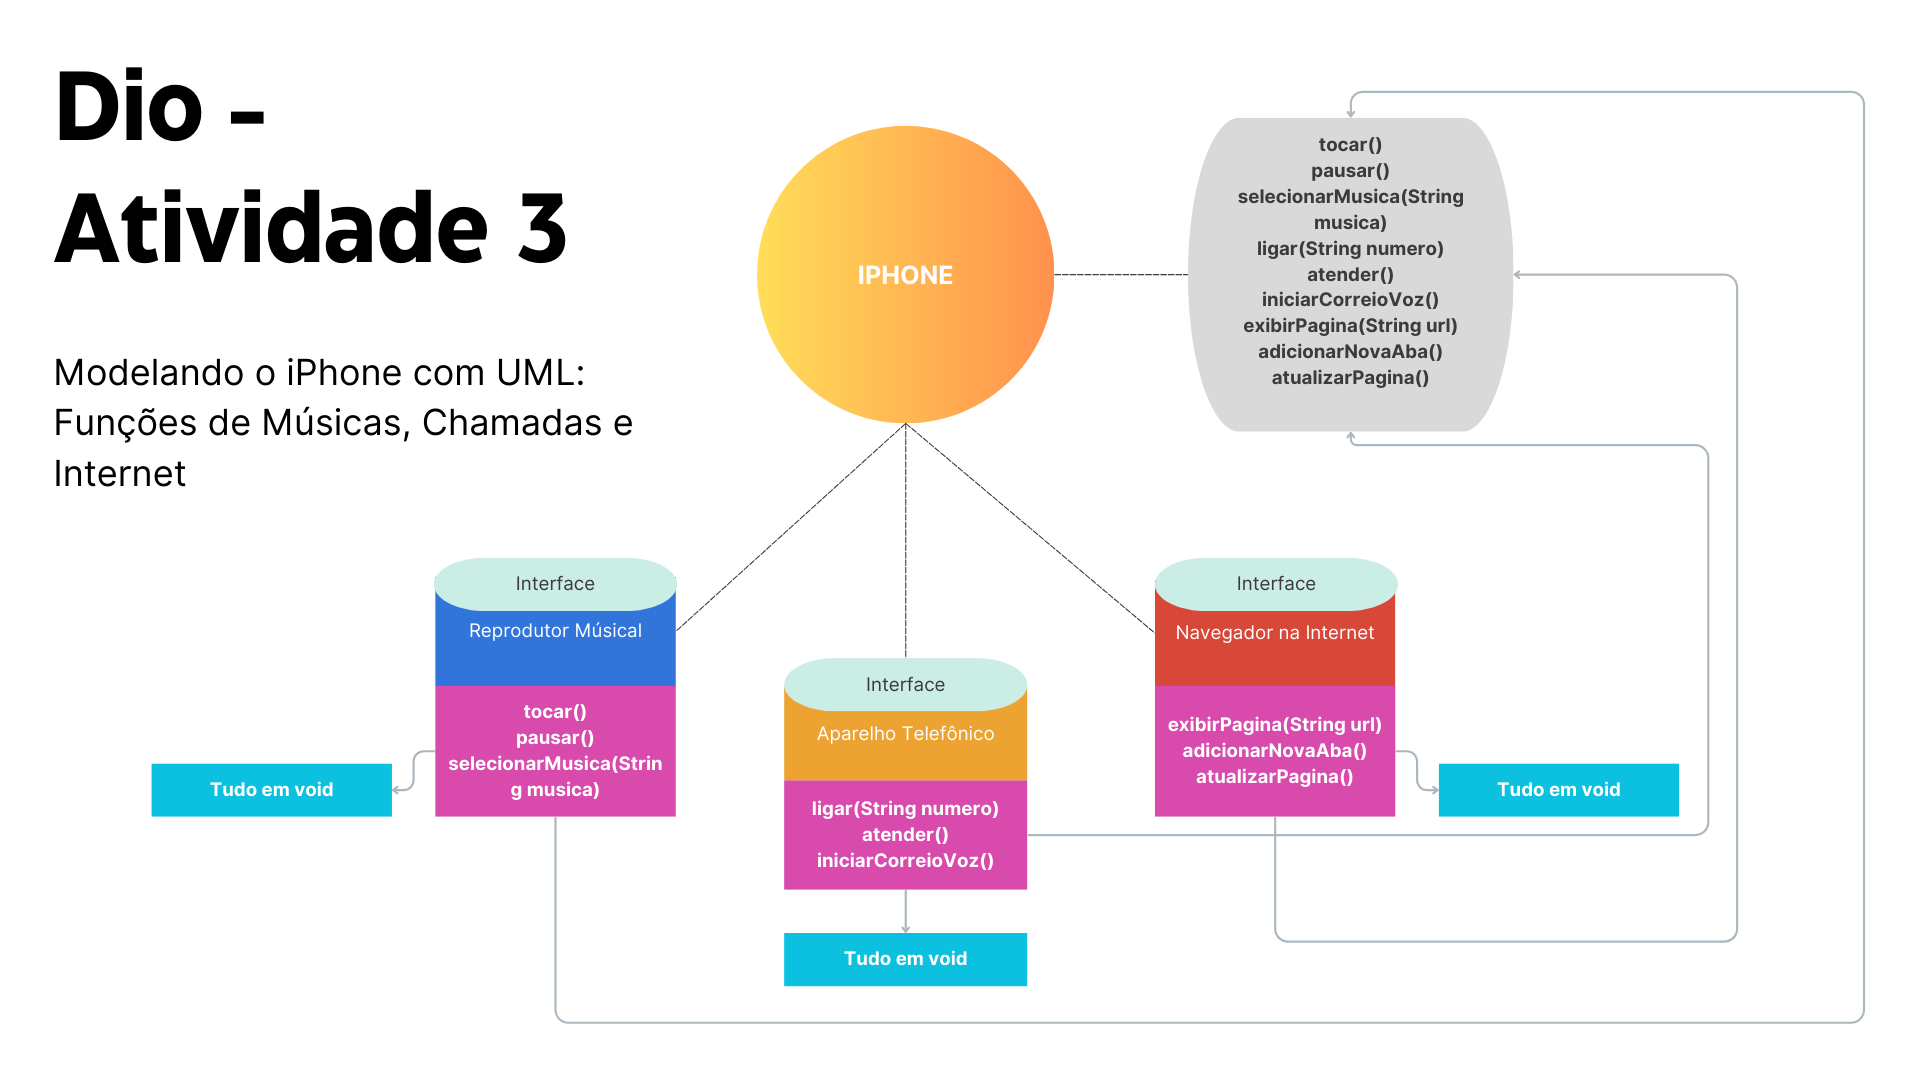 Dio -
Atividade 3
Modelando o iPhone com UML:
Funções de Músicas, Chamadas e
Internet
IPHONE
tocar()
pausar()
selecionarMusica(String
musica)
ligar(String numero)
atender()
iniciarCorreioVoz()
exibirPagina(String url)
adicionarNovaAba()
atualizarPagina()
Interface
Reprodutor Músical
tocar()
pausar()
selecionarMusica(Strin
g musica)
Tudo em void
Interface
Aparelho Telefônico
ligar(String numero)
atender()
iniciarCorreioVoz()
Tudo em void
Interface
Navegador na Internet
exibirPagina(String url)
adicionarNovaAba()
atualizarPagina()
Tudo em void